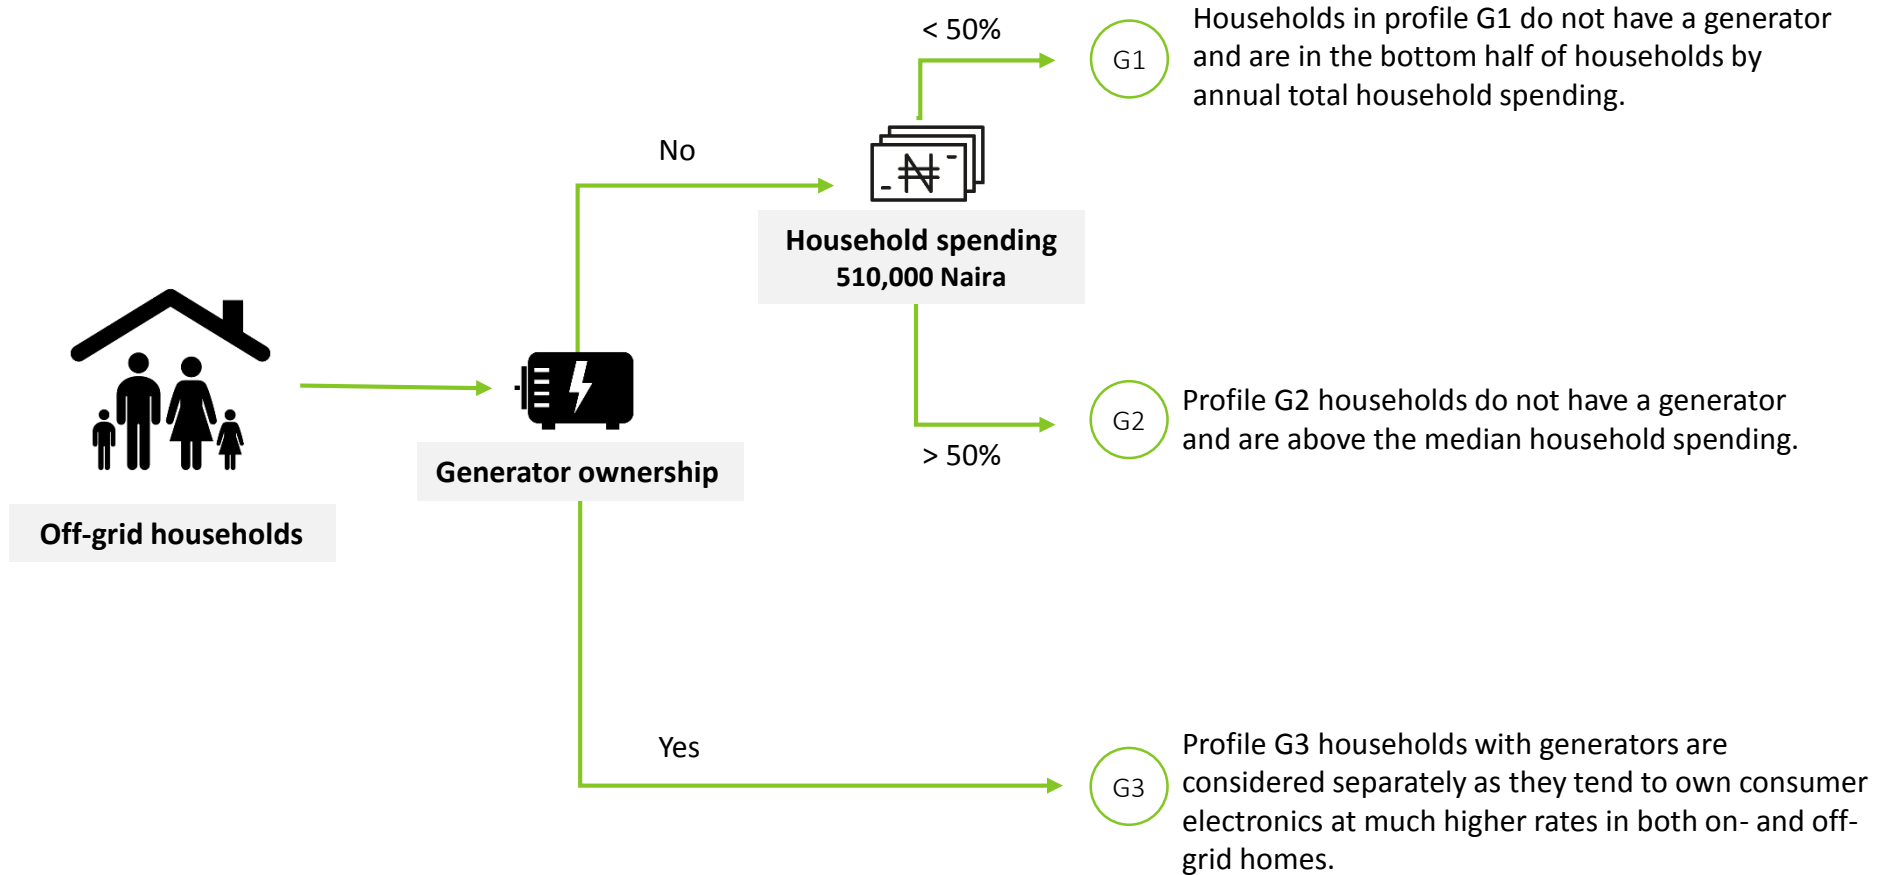 < 50%
G1
Households in profile G1 do not have a generator
and are in the bottom half of households by
annual total household spending.
No
Household spending
510,000 Naira
Generator ownership
Off-grid households
> 50%
G2
Profile G2 households do not have a generator
and are above the median household spending.
Yes
G3
Profile G3 households with generators are
considered separately as they tend to own consumer
electronics at much higher rates in both on- and off-
grid homes.